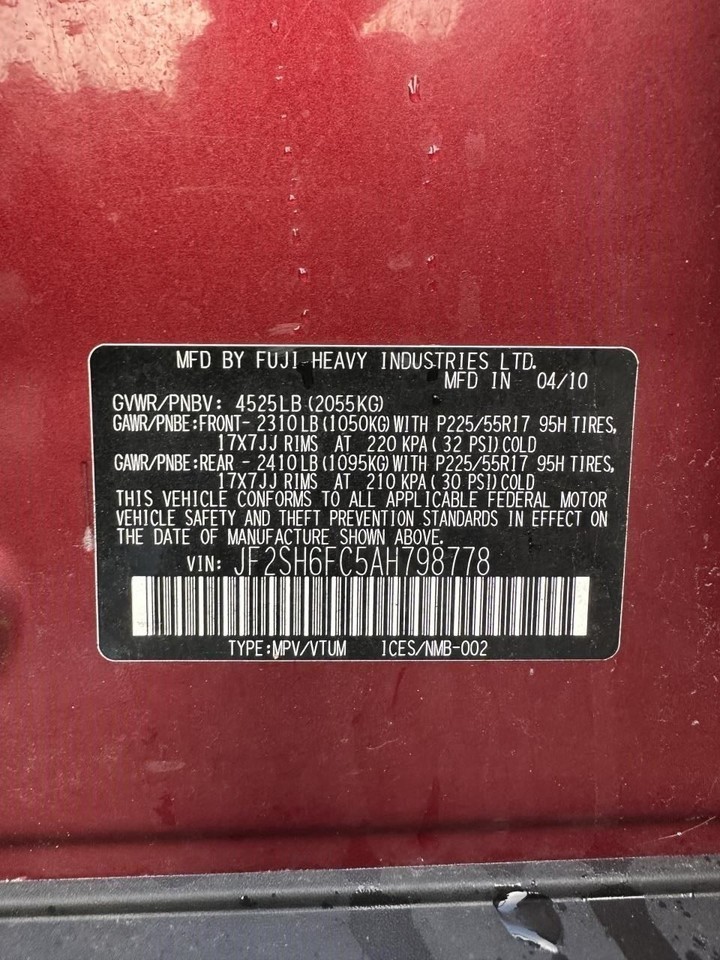 MFD BY FUJI HEAVY INDUSTRIES LTD.
MFD IN 04/10
GVWR/PNBV: 4525LB (2055KG)
GAWR/PNBE:FRONT- 2310LB (1050KG) WITH P225/55R17 95H TIRES,
17X7JJ RIMS AT 220 KPA ( 32 PSI) COLD
GAWR/PNBE:REAR - 2410LB (1095KG) WITH P225/55R17 95H TIRES,
17X7JJ RIMS AT 210 KPA ( 30 PSI) COLD
THIS VEHICLE CONFORMS TO ALL APPLICABLE FEDERAL MOTOR
VEHICLE SAFETY AND THEFT PREVENTION STANDARDS IN EFFECT ON
THE DATE OF MANUFACTURE SHOWN ABOVE.
VIN: JF2SH6FC5AH798778
TYPE:MPV/VTUM ICES/NMB-002